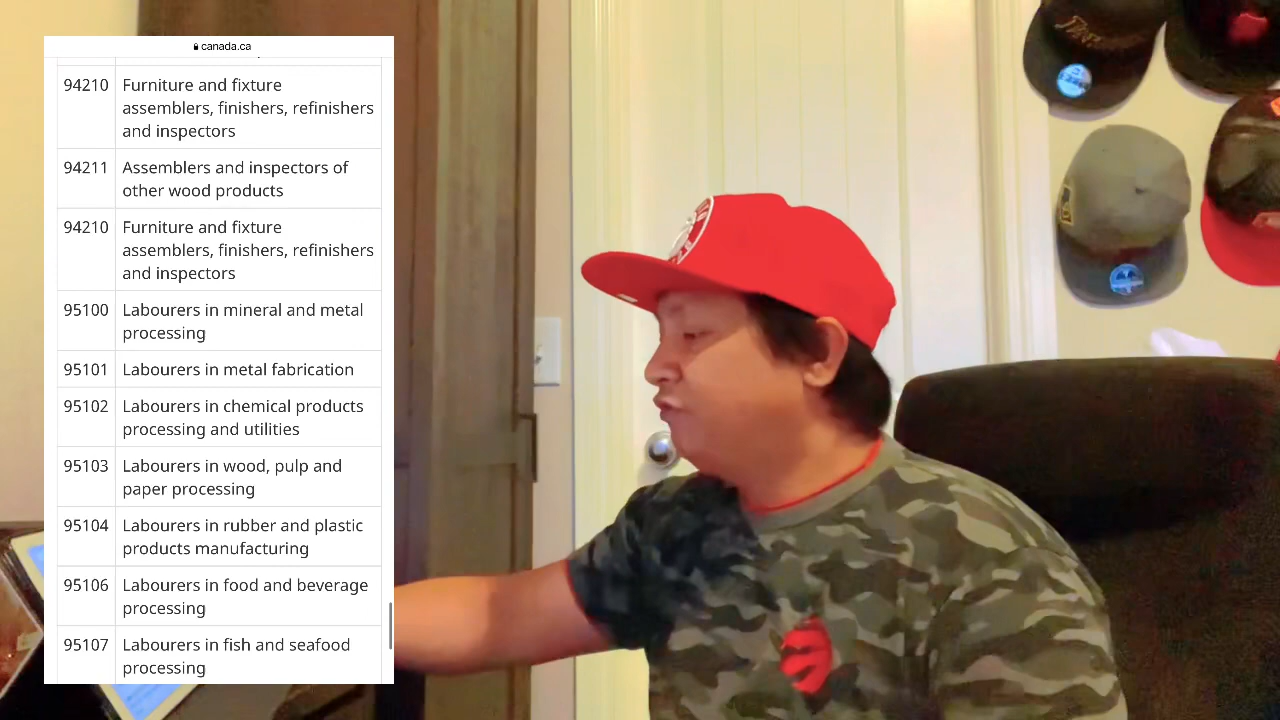 canada.ca
94210 Furniture and fixture
assemblers, finishers, refinishers
and inspectors
94211 Assemblers and inspectors of
other wood products
94210 Furniture and fixture
assemblers, finishers, refinishers
and inspectors
95100 Labourers in mineral and metal
processing
95101 Labourers in metal fabrication
95102 Labourers in chemical products
processing and utilities
95103 Labourers in wood, pulp and
paper processing
95104 Labourers in rubber and plastic
products manufacturing
95106 Labourers in food and beverage
processing
95107 Labourers in fish and seafood
processing